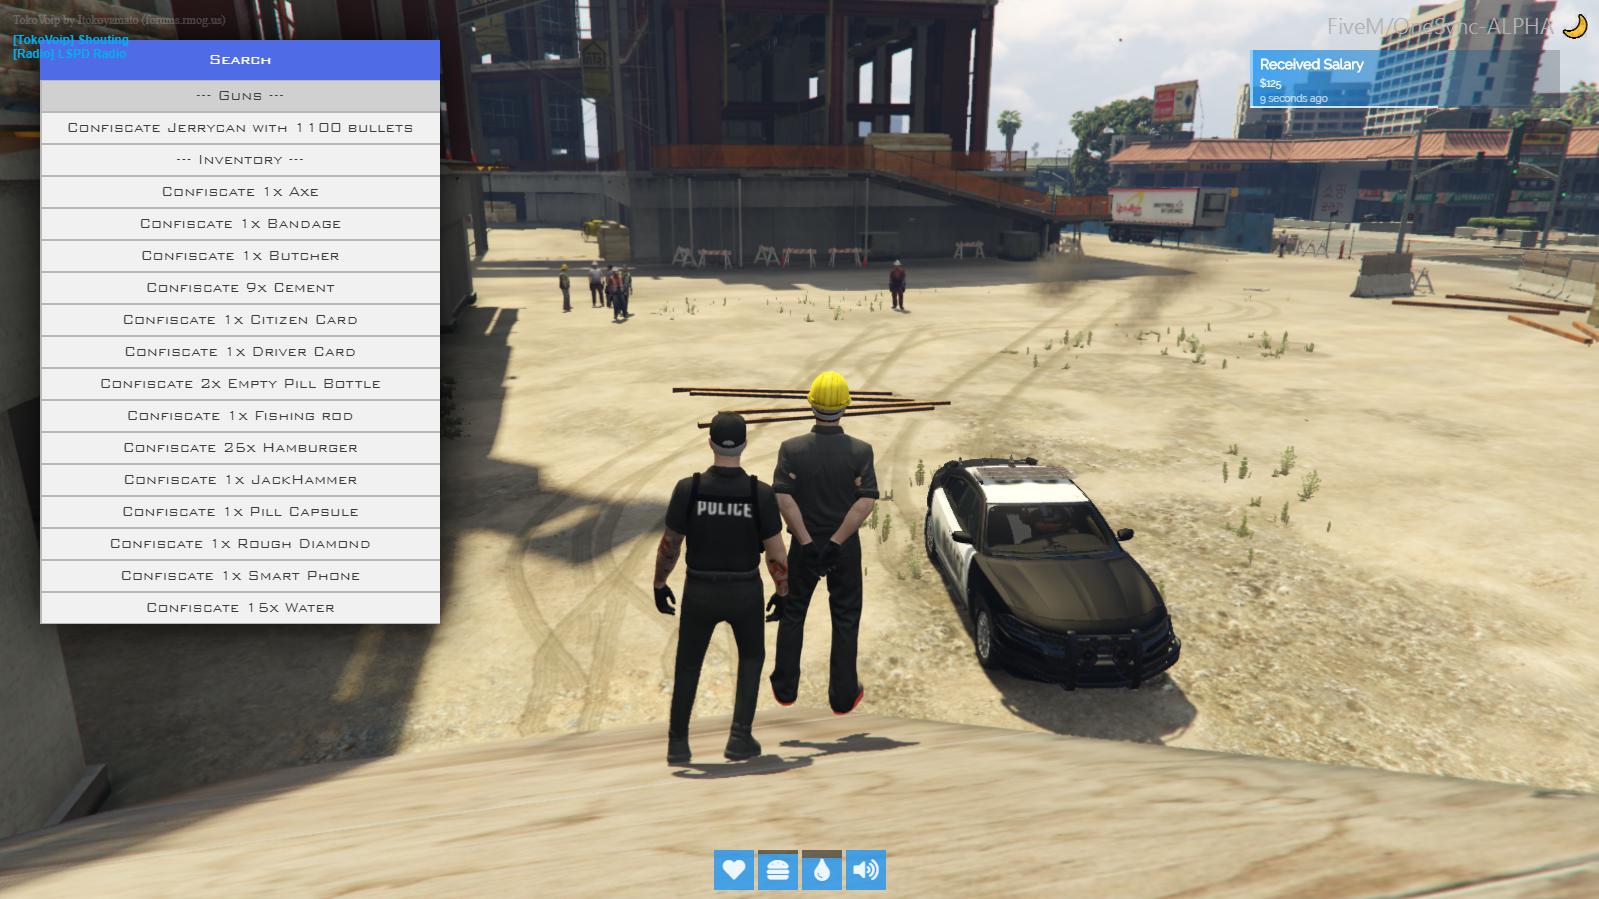 TokoVoip by Itokoyamato (forums.rmog.us)
[TokoVoip] Shouting
[Radio] LSPD Radio
FiveM/OneSync-ALPHA
Received Salary
$125
9 seconds ago
Search
--- Guns ---
Confiscate Jerrycan with 1100 bullets
--- Inventory ---
Confiscate 1x Axe
Confiscate 1x Bandage
Confiscate 1x Butcher
Confiscate 9x Cement
Confiscate 1x Citizen Card
Confiscate 1x Driver Card
Confiscate 2x Empty Pill Bottle
Confiscate 1x Fishing rod
Confiscate 25x Hamburger
Confiscate 1x JackHammer
Confiscate 1x Pill Capsule
Confiscate 1x Rough Diamond
Confiscate 1x Smart Phone
Confiscate 15x Water
POLICE